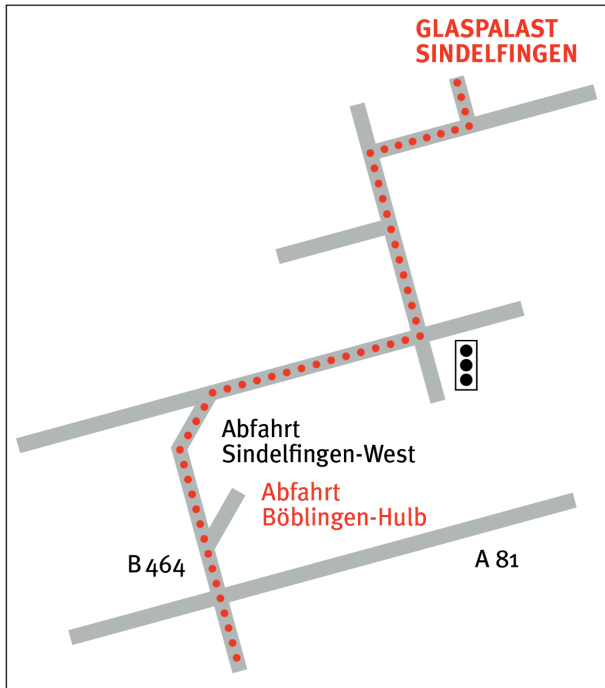 GLASPALAST
SINDELFINGEN
Abfahrt
Sindelfingen-West
Abfahrt
Böblingen-Hulb
B 464
A 81